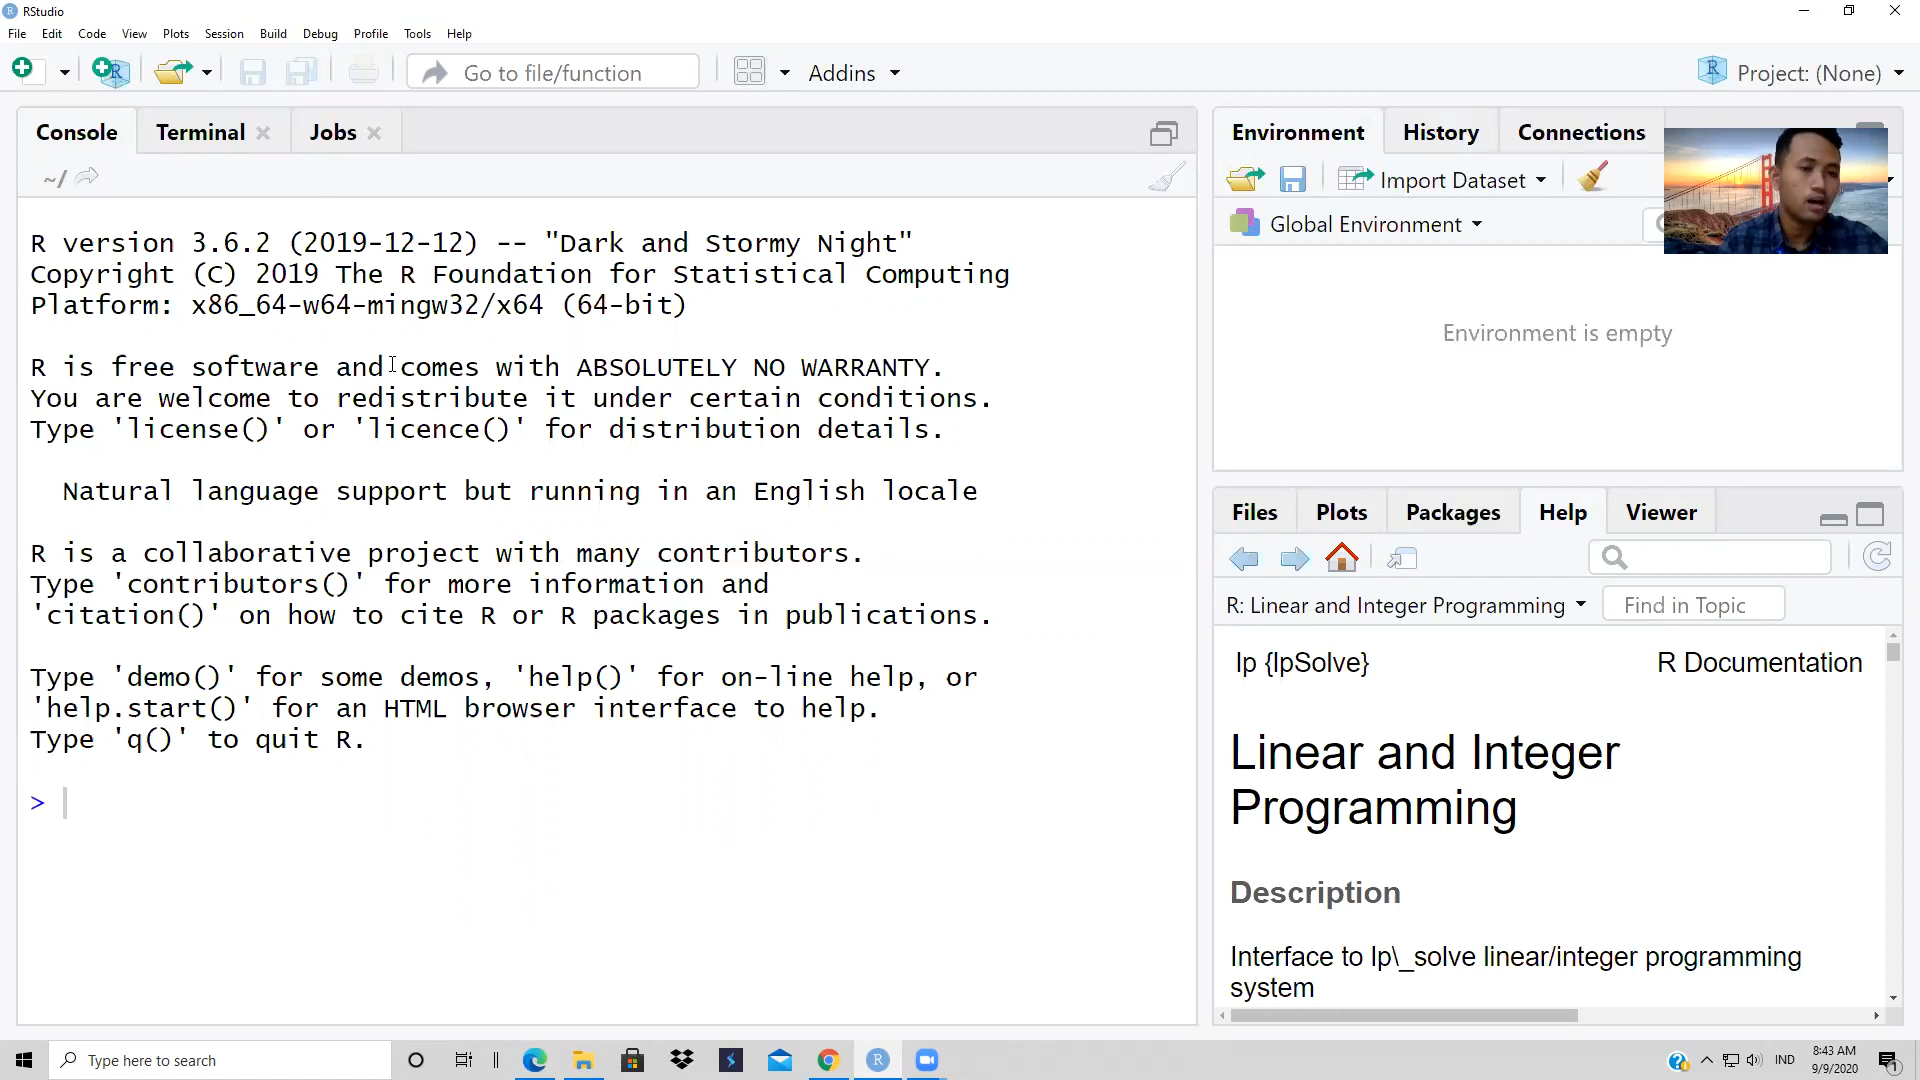 RStudio
File Edit Code View Plots Session Build Debug Profile Tools Help
Go to file/function Addins Project: (None)
Console Terminal Jobs
~/
R version 3.6.2 (2019-12-12) -- "Dark and Stormy Night"
Copyright (C) 2019 The R Foundation for Statistical Computing
Platform: x86_64-w64-mingw32/x64 (64-bit)
R is free software and comes with ABSOLUTELY NO WARRANTY.
You are welcome to redistribute it under certain conditions.
Type 'license()' or 'licence()' for distribution details.
Natural language support but running in an English locale
R is a collaborative project with many contributors.
Type 'contributors()' for more information and
'citation()' on how to cite R or R packages in publications.
Type 'demo()' for some demos, 'help()' for on-line help, or
'help.start()' for an HTML browser interface to help.
Type 'q()' to quit R.
>
Environment History Connections
Import Dataset
Global Environment
Environment is empty
Files Plots Packages Help Viewer
R: Linear and Integer Programming Find in Topic
lp {lpSolve} R Documentation
Linear and Integer
Programming
Description
Interface to lp\_solve linear/integer programming
system
Type here to search
IND
8:43 AM
9/9/2020